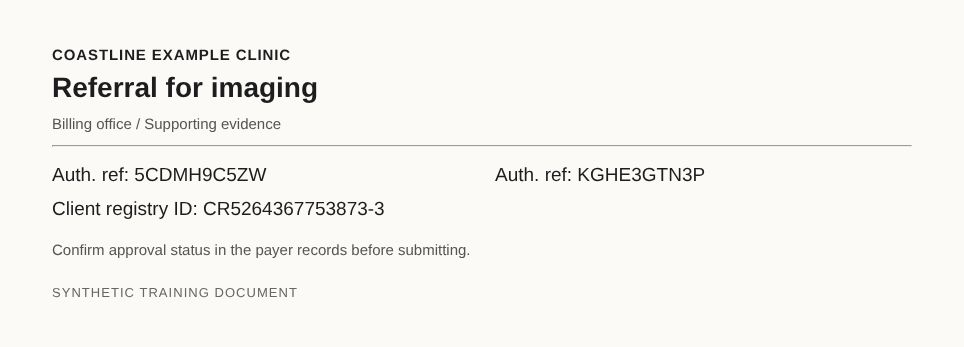 COASTLINE EXAMPLE CLINIC
Referral for imaging
Billing office / Supporting evidence
Auth. ref: 5CDMH9C5ZW
Auth. ref: KGHE3GTN3P
Client registry ID: CR5264367753873-3
Confirm approval status in the payer records before submitting.
SYNTHETIC TRAINING DOCUMENT